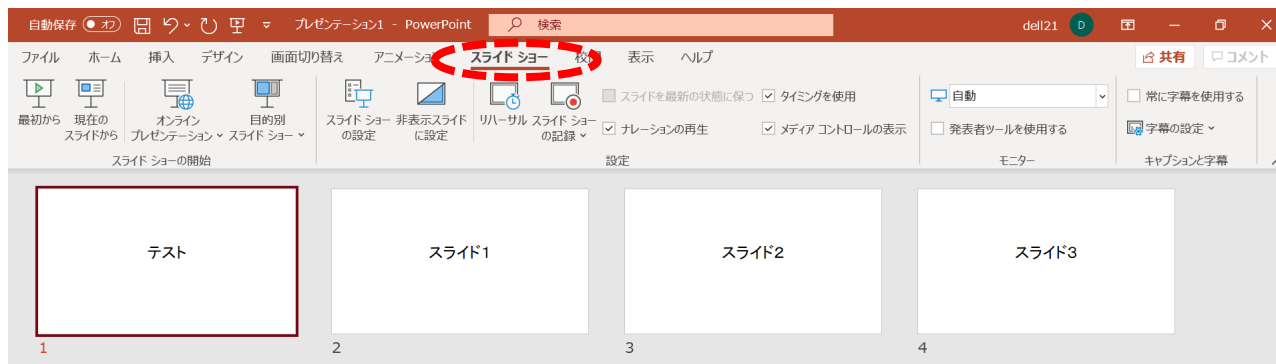 自動保存 オフ プレゼンテーション1 - PowerPoint 検索 dell21 D
ファイル ホーム 挿入 デザイン 画面切り替え アニメーショ スライド ショー 表示 ヘルプ 共有 コメント
最初から 現在の
スライドから オンライン
プレゼンテーション 目的別
スライド ショー スライド ショー
の設定 非表示スライド
に設定 リハーサル スライド ショー
の記録 スライドを最新の状態に保つ タイミングを使用
ナレーションの再生 メディア コントロールの表示
自動
発表者ツールを使用する
常に字幕を使用する
字幕の設定
スライド ショーの開始 設定 モニター キャプションと字幕
テスト スライド1 スライド2 スライド3
1 2 3 4